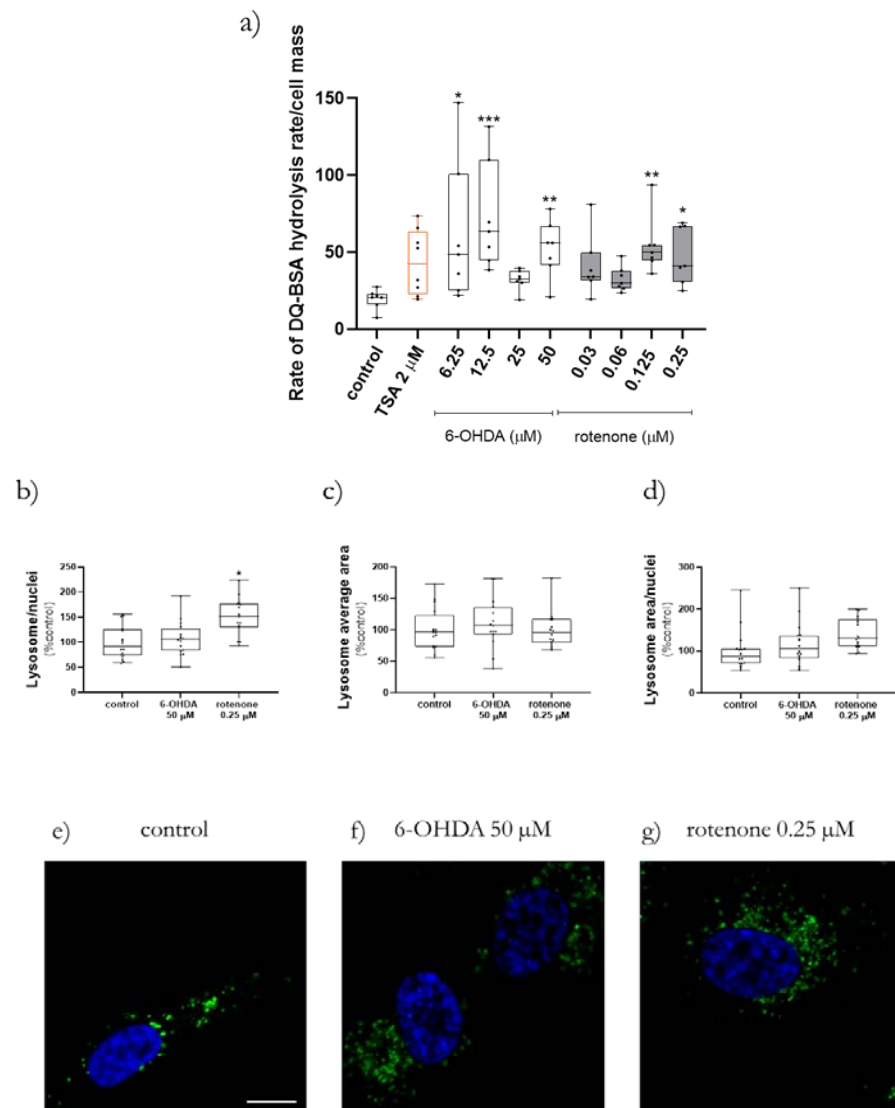 a)
Rate of DQ-BSA hydrolysis rate/cell mass
150
100
50
0
* *** ** ** *
control TSA 2 μM 6.25 12.5 25 50 0.03 0.06 0.125 0.25
6-OHDA (μM) rotenone (μM)
b)
Lysosome/nuclei
(%control)
250
200
150
100
50
0
*
control 6-OHDA rotenone
50 μM 0.25 μM
c)
Lysosome average area
(%control)
200
150
100
50
0
control 6-OHDA rotenone
50 μM 0.25 μM
d)
Lysosome area/nuclei
(%control)
300
200
100
0
control 6-OHDA rotenone
50 μM 0.25 μM
e) control
f) 6-OHDA 50 μM
g) rotenone 0.25 μM